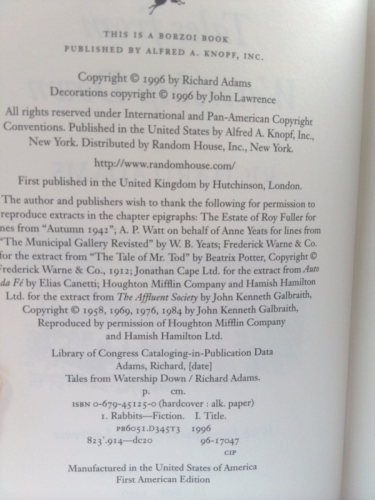 THIS IS A BORZOI BOOK
PUBLISHED BY ALFRED A. KNOPF, INC.
Copyright © 1996 by Richard Adams
Decorations copyright © 1996 by John Lawrence
All rights reserved under International and Pan-American Copyright
Conventions. Published in the United States by Alfred A. Knopf, Inc.,
New York. Distributed by Random House, Inc., New York.
http://www.randomhouse.com/
First published in the United Kingdom by Hutchinson, London.
The author and publishers wish to thank the following for permission to
reproduce extracts in the chapter epigraphs: The Estate of Roy Fuller for
nes from “Autumn 1942”; A. P. Watt on behalf of Anne Yeats for lines from
“The Municipal Gallery Revisted” by W. B. Yeats; Frederick Warne & Co.
for the extract from “The Tale of Mr. Tod” by Beatrix Potter, Copyright ©
Frederick Warne & Co., 1912; Jonathan Cape Ltd. for the extract from Auto
da Fé by Elias Canetti; Houghton Mifflin Company and Hamish Hamilton
Ltd. for the extract from The Affluent Society by John Kenneth Galbraith,
Copyright © 1958, 1969, 1976, 1984 by John Kenneth Galbraith,
Reproduced by permission of Houghton Mifflin Company
and Hamish Hamilton Ltd.
Library of Congress Cataloging-in-Publication Data
Adams, Richard, [date]
Tales from Watership Down / Richard Adams.
p. cm.
ISBN 0-679-45125-0 (hardcover : alk. paper)
1. Rabbits—Fiction. I. Title.
PR6051.D345T3 1996
823'.914—dc20 96-17047
CIP
Manufactured in the United States of America
First American Edition